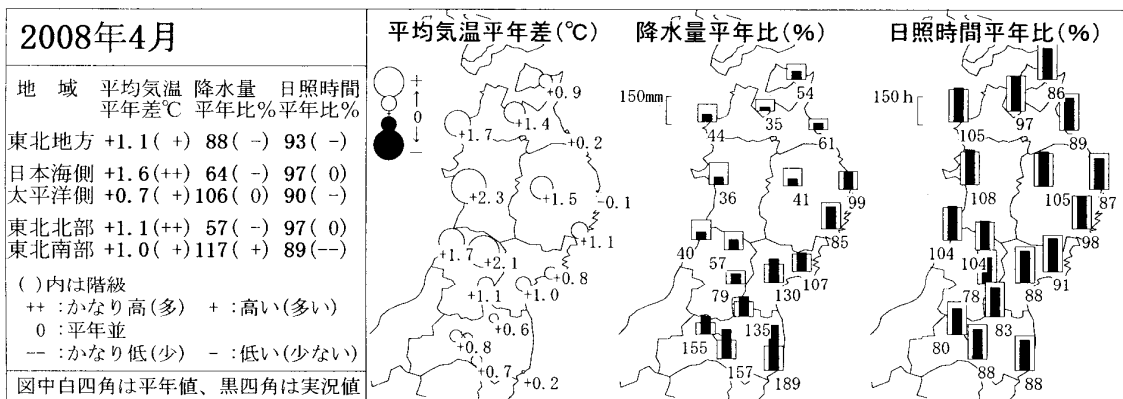 2008年4月
地 域 平均気温 降水量 日照時間
平年差℃ 平年比% 平年比%
東北地方 +1.1( +) 88( -) 93( -)
日本海側 +1.6(++) 64( -) 97( 0)
太平洋側 +0.7( +) 106( 0) 90( -)
東北北部 +1.1(++) 57( -) 97( 0)
東北南部 +1.0( +) 117( +) 89(--)
( )内は階級
++ :かなり高(多) + :高い(多い)
0 :平年並
-- :かなり低(少) - :低い(少ない)
図中白四角は平年値、黒四角は実況値
平均気温平年差(℃)
+
↑
0
↓
-
+0.9
+1.7 +1.4
+0.2
+2.3 +1.5
-0.1
+1.1
+1.7
+2.1
+0.8
+1.1 +1.0
+0.6
+0.8
+0.7
+0.2
降水量平年比(%)
150mm
54
44 35
61
36 41 99
85
40
57
107
79 130
135
155
157
189
日照時間平年比(%)
150h
86
105 97
89
108 105 87
98
104
104
91
78 88
83
80
88 88